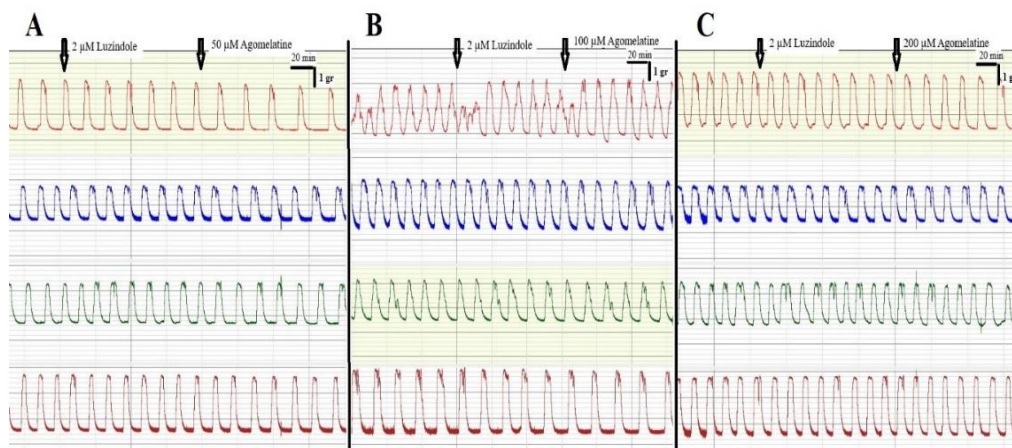 A
2 µM Luzindole
50 µM Agomelatine
20 min
1 gr
B
2 µM Luzindole
100 µM Agomelatine
20 min
1 gr
C
2 µM Luzindole
200 µM Agomelatine
20 min
1 gr